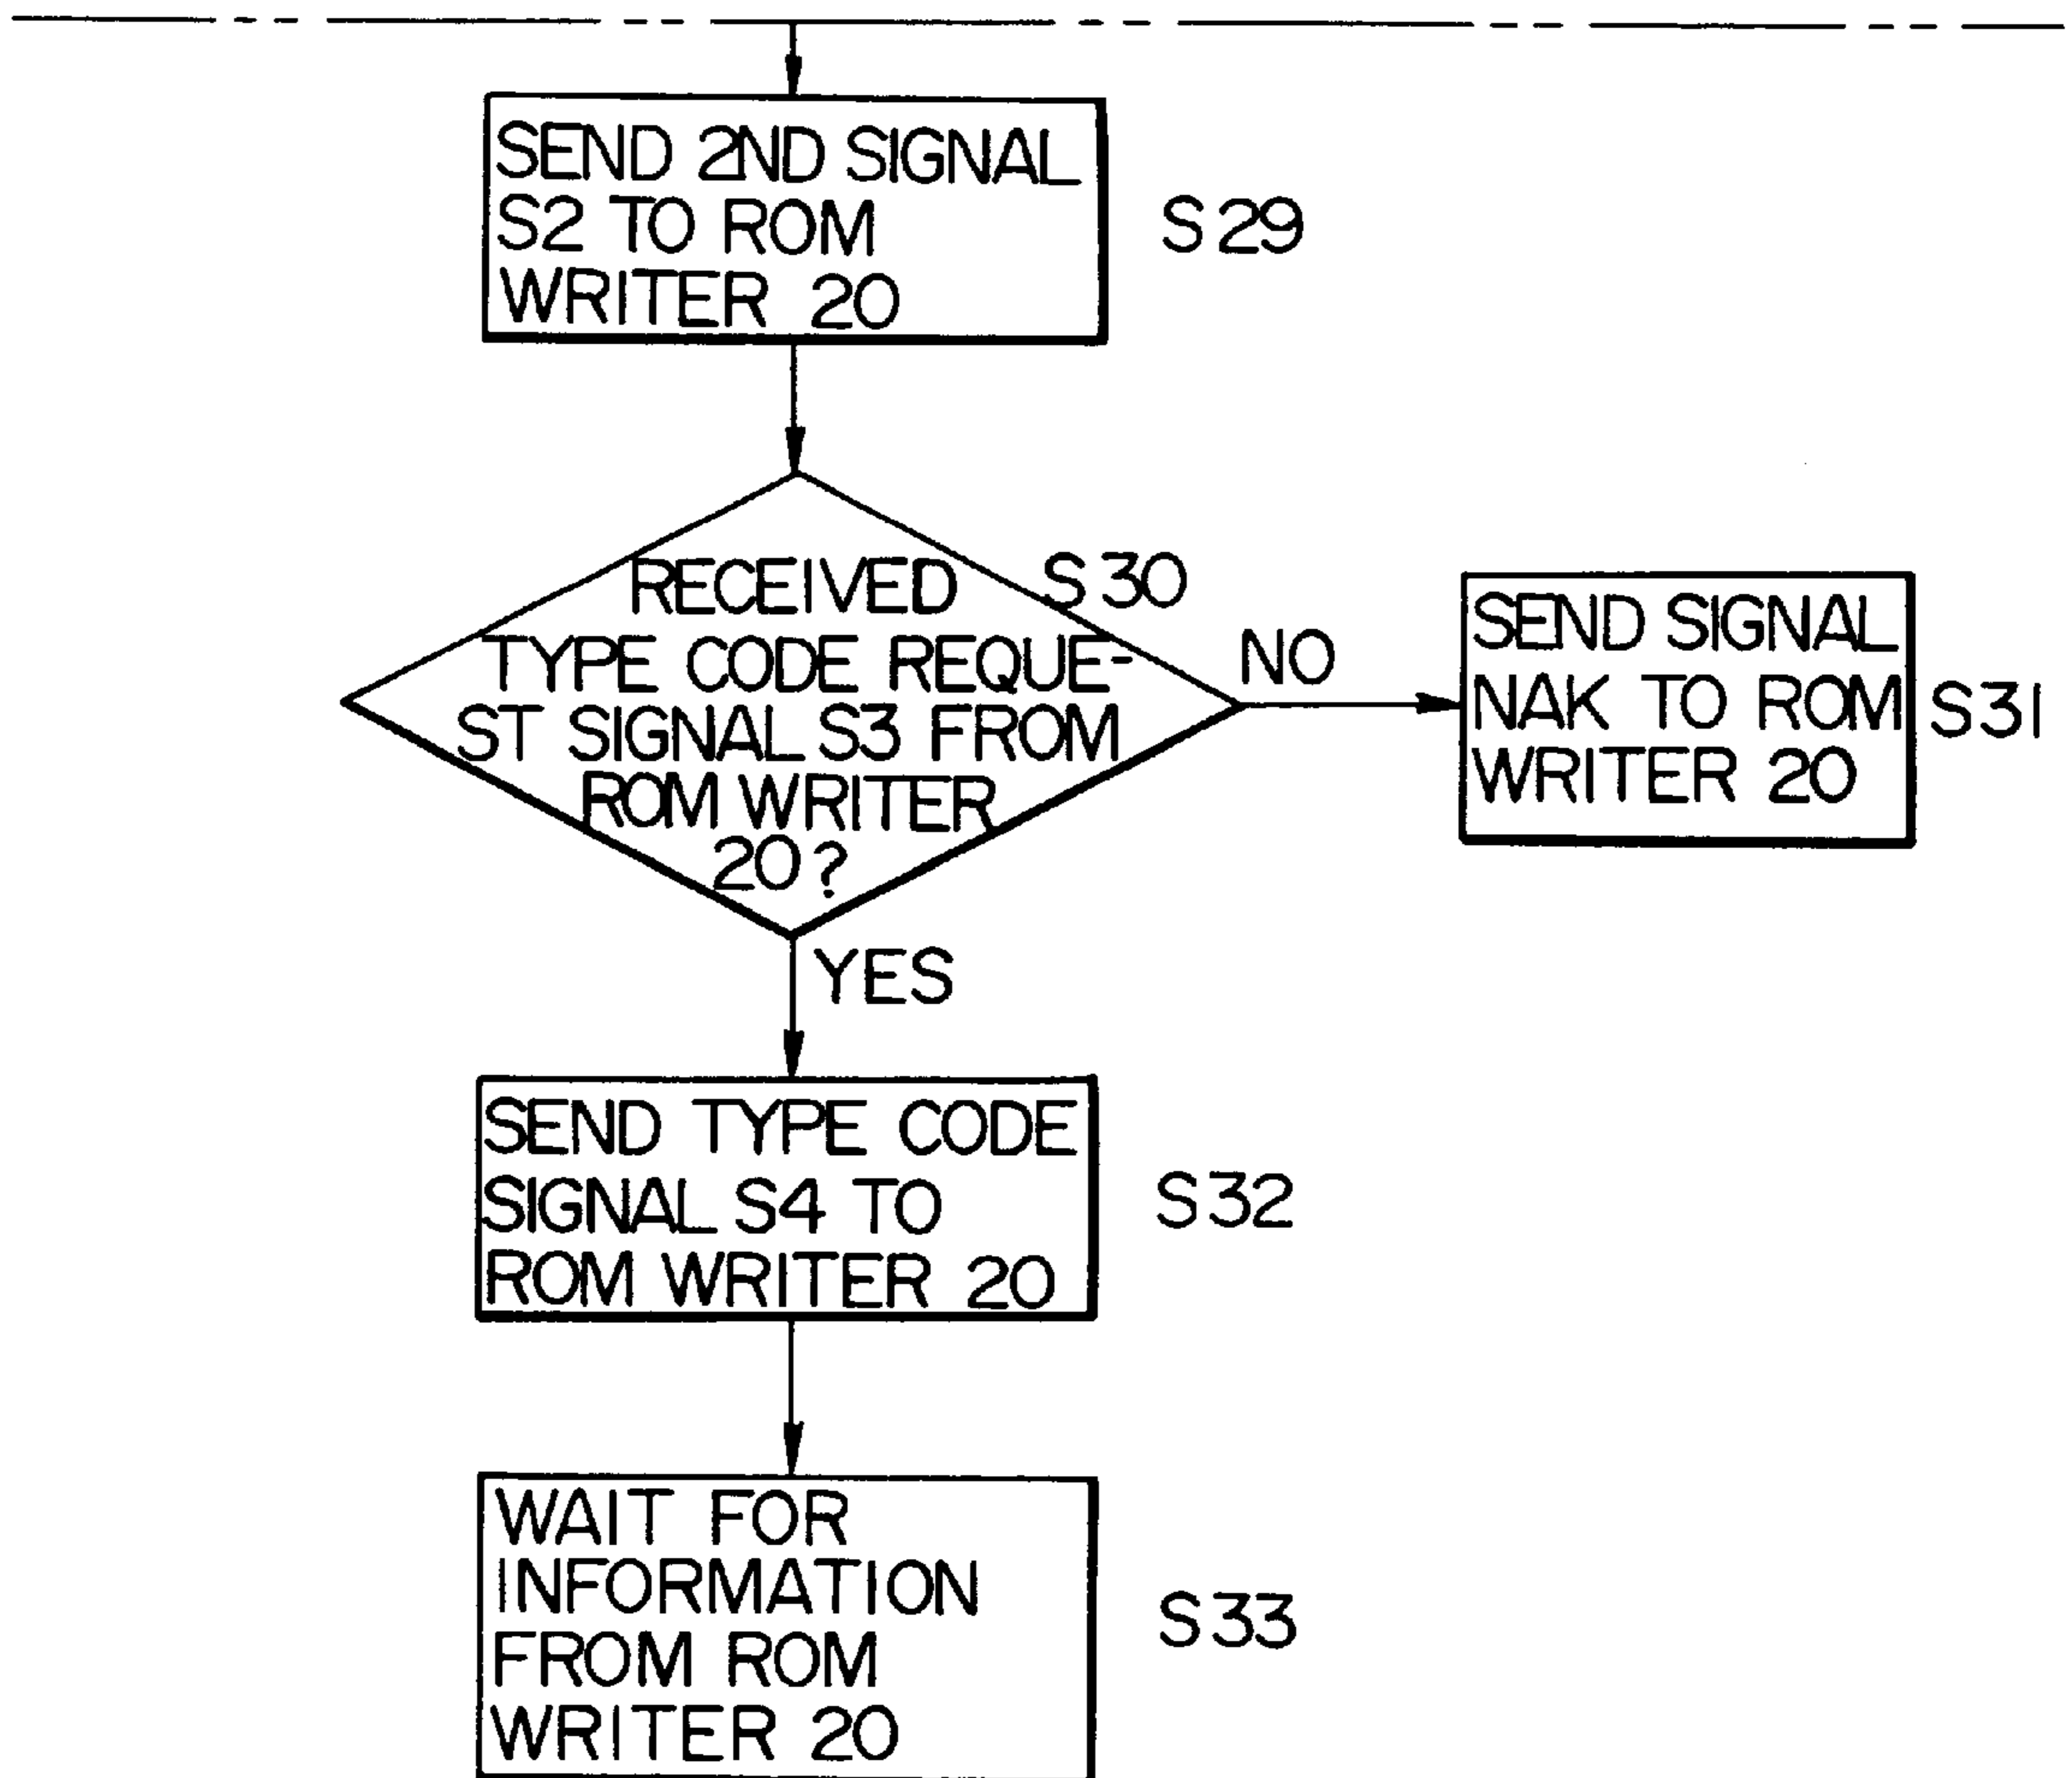 SEND 2ND SIGNAL
S2 TO ROM
WRITER 20
S29
RECEIVED
TYPE CODE REQUE-
ST SIGNAL S3 FROM
ROM WRITER
20?
S30
NO
SEND SIGNAL
NAK TO ROM
WRITER 20
S31
YES
SEND TYPE CODE
SIGNAL S4 TO
ROM WRITER 20
S32
WAIT FOR
INFORMATION
FROM ROM
WRITER 20
S33